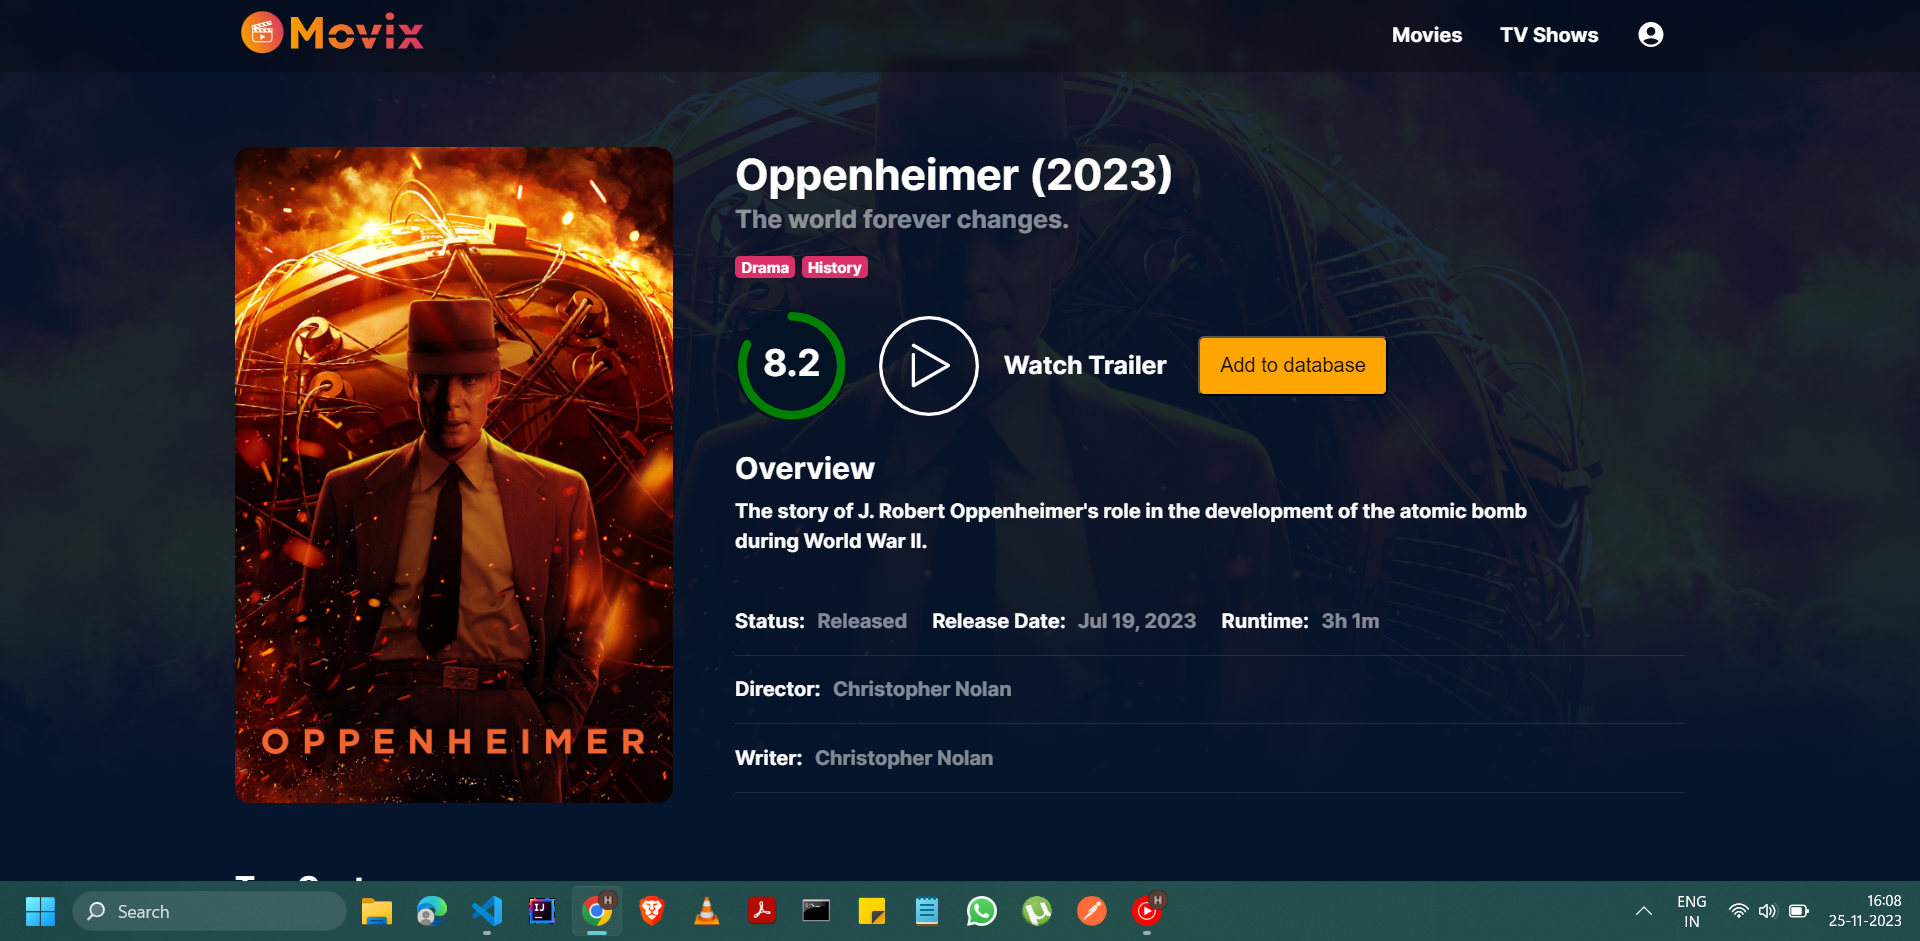 Movix
Movies
TV Shows
Oppenheimer (2023)
The world forever changes.
Drama
History
8.2
Watch Trailer
Add to database
Overview
The story of J. Robert Oppenheimer's role in the development of the atomic bomb
during World War II.
Status: Released Release Date: Jul 19, 2023 Runtime: 3h 1m
Director: Christopher Nolan
Writer: Christopher Nolan
OPPENHEIMER
Search
IJ
H
H
ENG
IN
16:08
25-11-2023